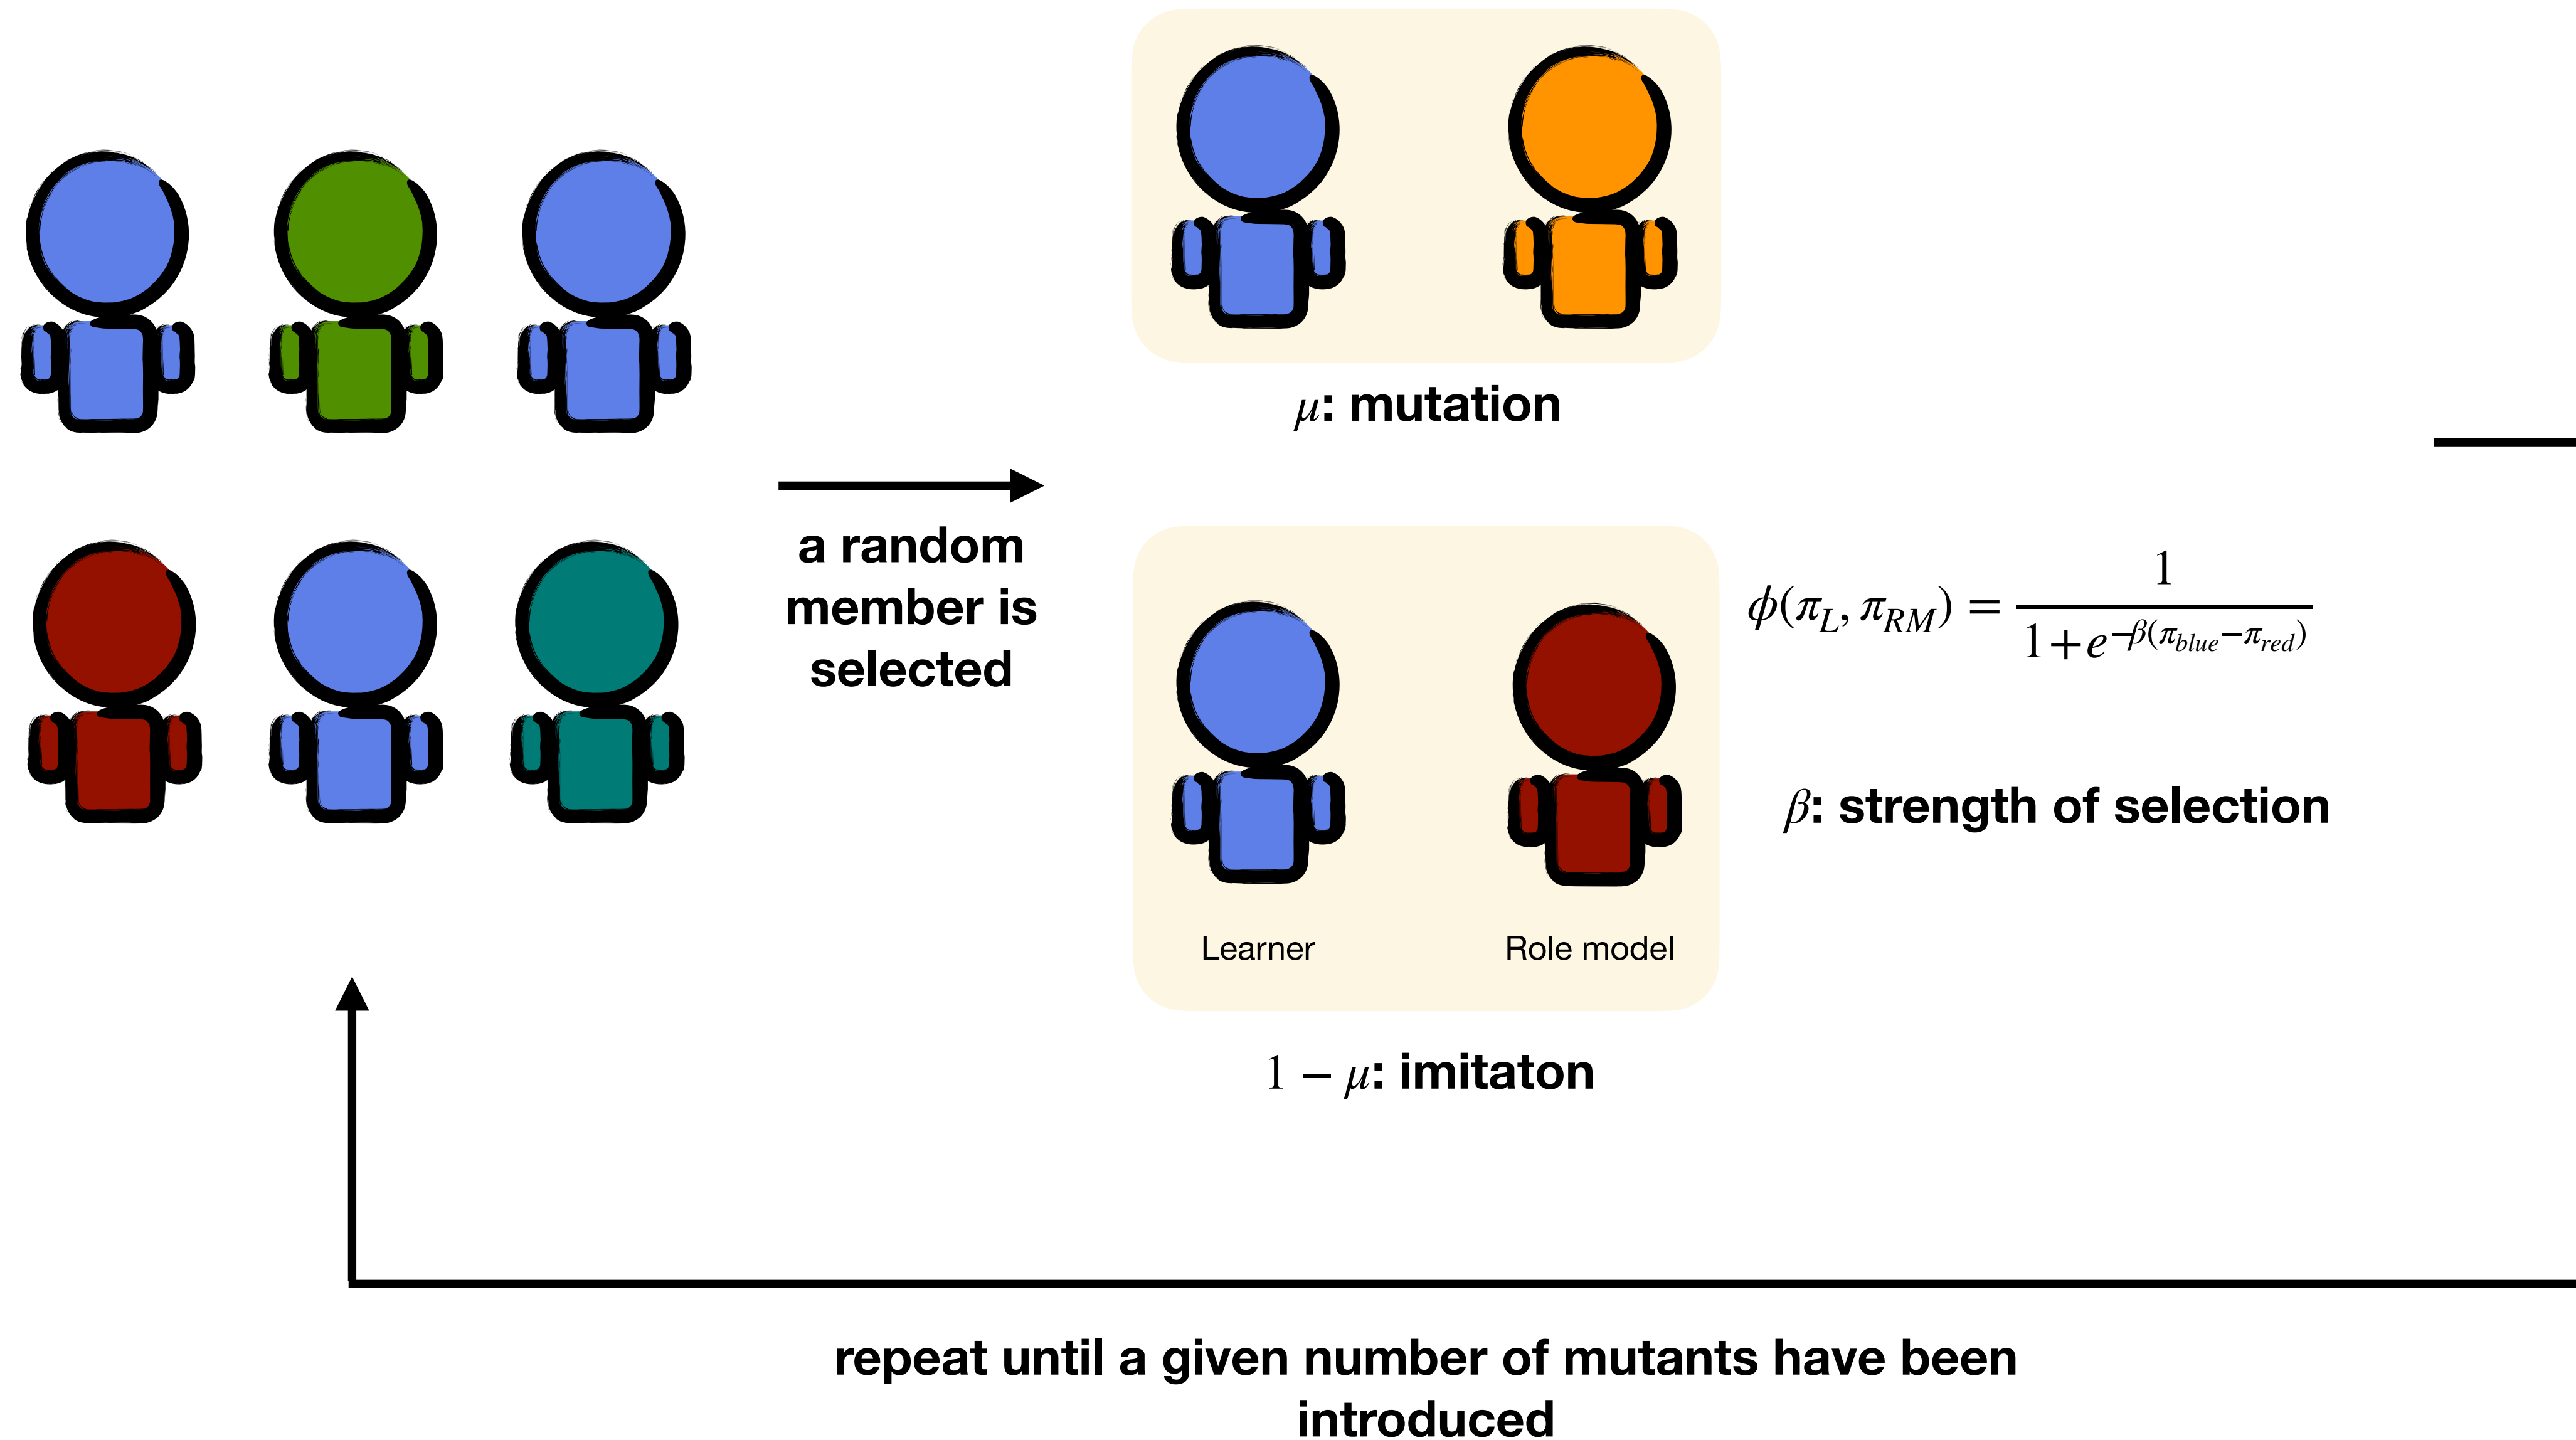 μ: mutation
a random
member is
selected
ϕ(π_L, π_RM) = 1 / (1+e^{−β(π_blue−π_red)})
β: strength of selection
Learner Role model
1 − μ: imitaton
repeat until a given number of mutants have been
introduced